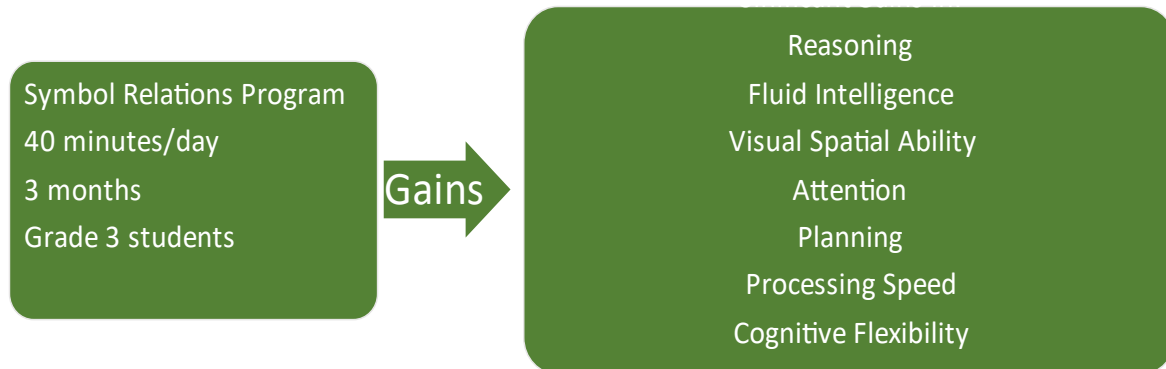 Symbol Relations Program
40 minutes/day
3 months
Grade 3 students
Gains
Reasoning
Fluid Intelligence
Visual Spatial Ability
Attention
Planning
Processing Speed
Cognitive Flexibility